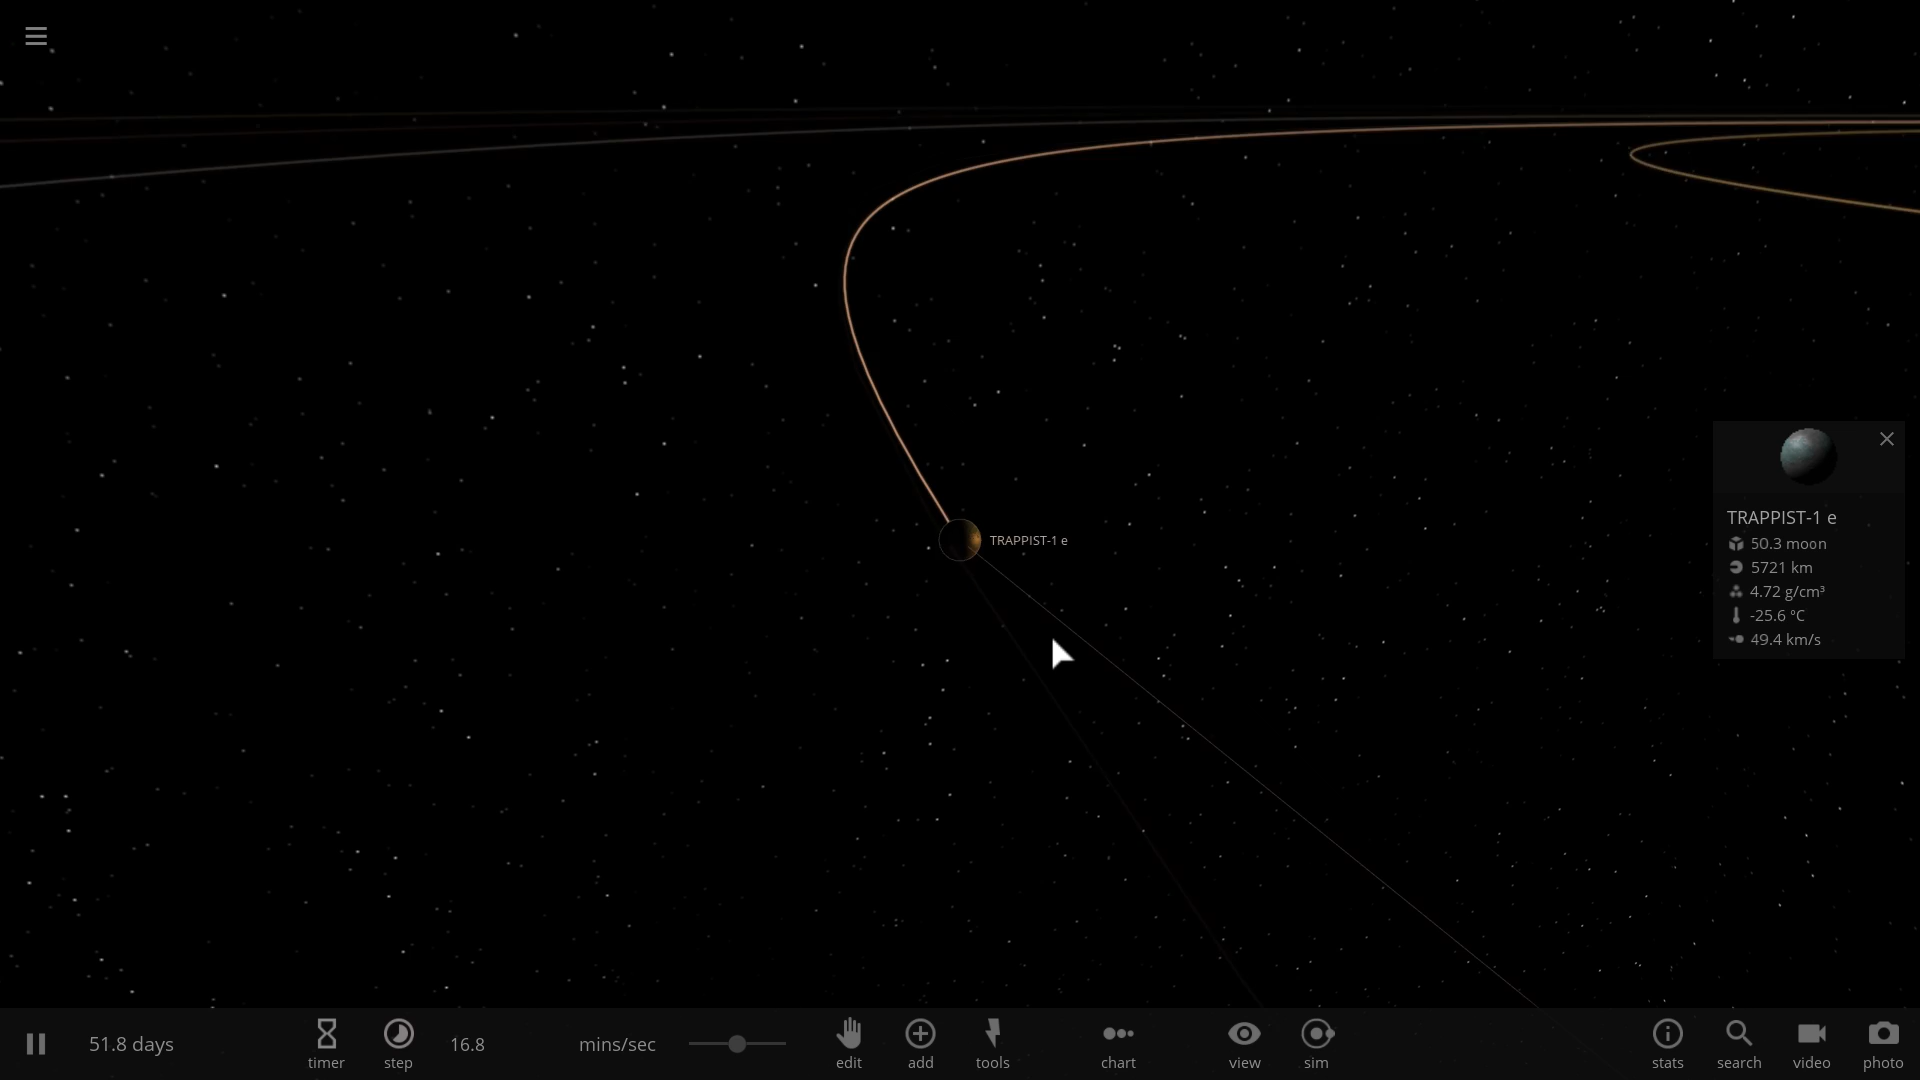 TRAPPIST-1 e
TRAPPIST-1 e
50.3 moon
5721 km
4.72 g/cm³
-25.6 °C
49.4 km/s
51.8 days
timer
step
16.8
mins/sec
edit
add
tools
chart
view
sim
stats
search
video
photo